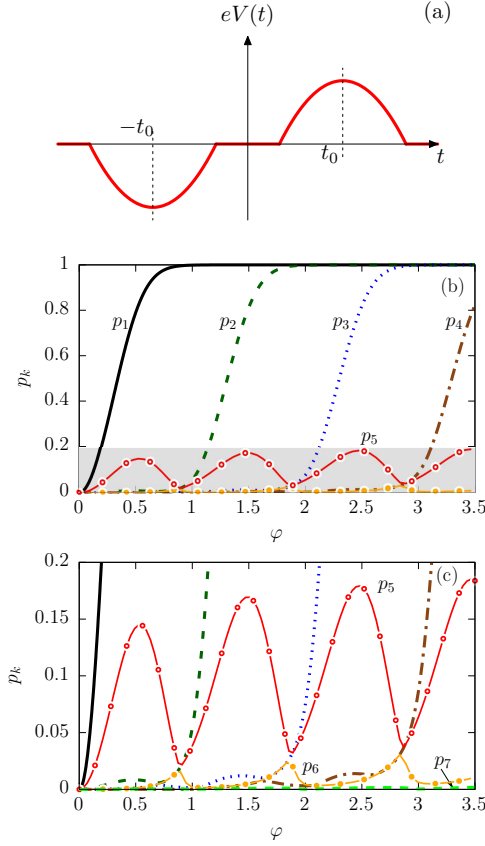 eV(t) (a)
−t₀
t₀ t
1
0.8
0.6
0.4
0.2
0
pₖ
(b)
p₁ p₂ p₃ p₄
p₅
0 0.5 1 1.5 2 2.5 3 3.5
φ
0.2
0.15
0.1
0.05
0
pₖ
(c)
p₅
p₆ p₇
0 0.5 1 1.5 2 2.5 3 3.5
φ